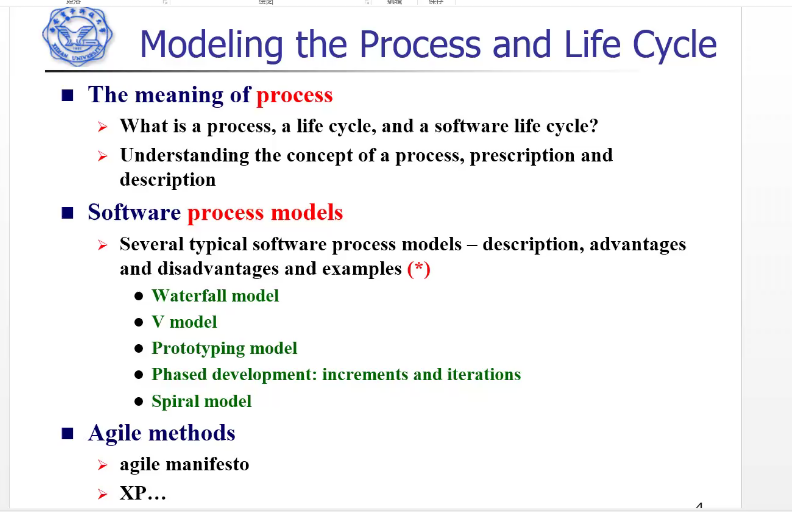 Modeling the Process and Life Cycle
The meaning of process
What is a process, a life cycle, and a software life cycle?
Understanding the concept of a process, prescription and
description
Software process models
Several typical software process models – description, advantages
and disadvantages and examples (*)
Waterfall model
V model
Prototyping model
Phased development: increments and iterations
Spiral model
Agile methods
agile manifesto
XP…